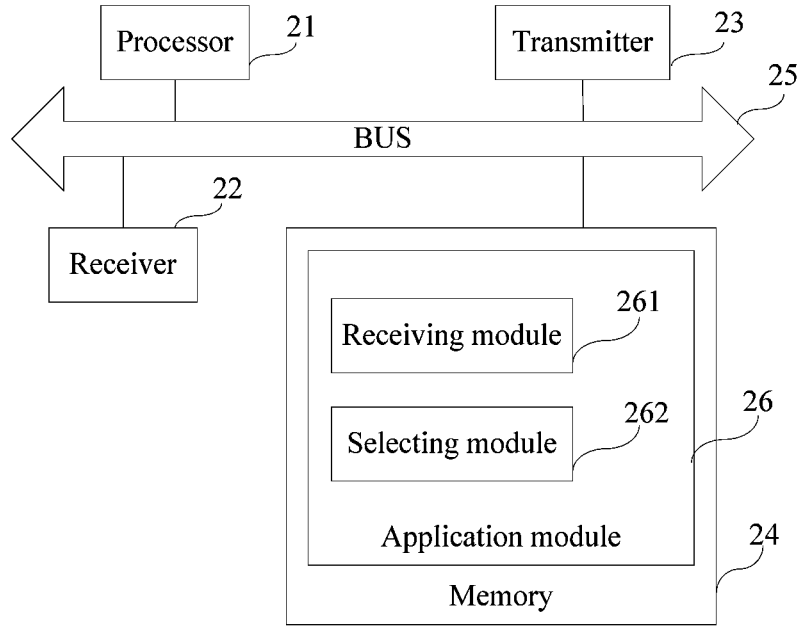 Processor 21
Transmitter 23
25
BUS
22
Receiver
261
Receiving module
26
262
Selecting module
Application module
24
Memory